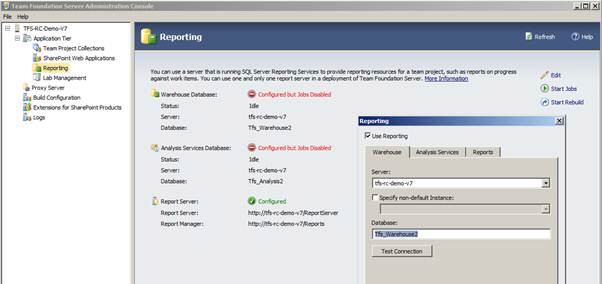 Team Foundation Server Administration Console
File Help
TFS-RC-Demo-v7
Application Tier
Team Project Collections
SharePoint Web Applications
Reporting
Lab Management
Proxy Server
Build Configuration
Extensions for SharePoint Products
Logs
Reporting
Refresh Help
You can use a server that is running SQL Server Reporting Services to provide reporting resources for a team project, such as reports on progress
against work items. You can use one and only one report server in a deployment of Team Foundation Server. More Information
Edit
Start Jobs
Start Rebuild
Warehouse Database: Configured but Jobs Disabled
Status: Idle
Server: tfs-rc-demo-v7
Database: Tfs_Warehouse2
Analysis Services Database: Configured but Jobs Disabled
Status: Idle
Server: tfs-rc-demo-v7
Database: Tfs_Analysis2
Report Server: Configured
Report Server: http://tfs-rc-demo-v7/ReportServer
Report Manager: http://tfs-rc-demo-v7/Reports
Reporting
Use Reporting
Warehouse Analysis Services Reports
Server:
tfs-rc-demo-v7
Specify non-default Instance:
Database:
Tfs_Warehouse2
Test Connection